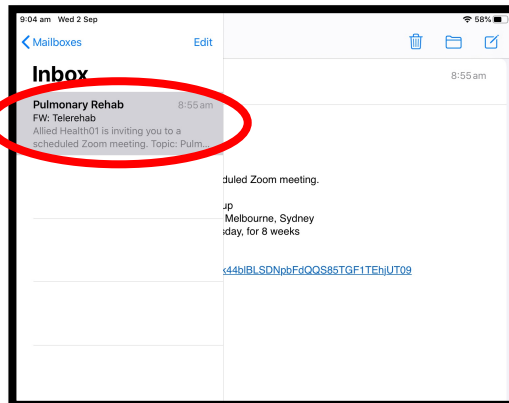 9:04 am Wed 2 Sep 58%
Mailboxes Edit
Inbox
8:55 am
Pulmonary Rehab 8:55 am
FW: Telerehab
Allied Health01 is inviting you to a
scheduled Zoom meeting. Topic: Pulm...
duled Zoom meeting.
up
Melbourne, Sydney
sday, for 8 weeks
k44blBLSDNpbFdQQS85TGF1TEhjUT09